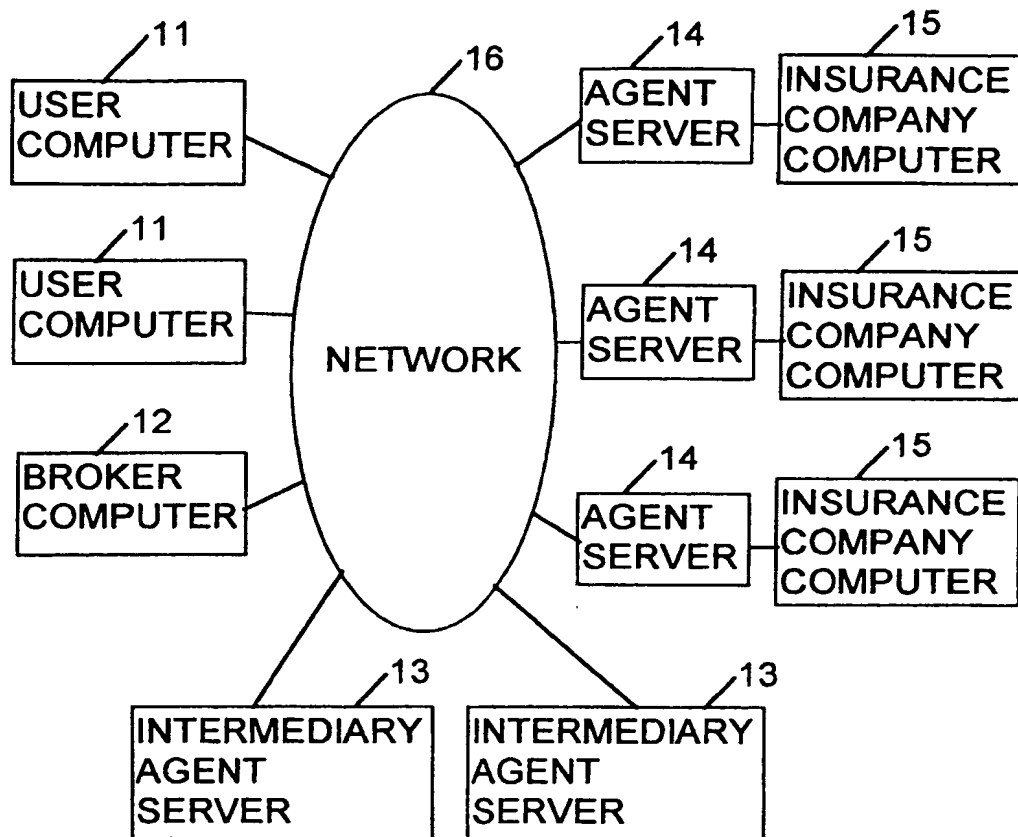 11
USER
COMPUTER
11
USER
COMPUTER
12
BROKER
COMPUTER
16
NETWORK
14
AGENT
SERVER
15
INSURANCE
COMPANY
COMPUTER
14
AGENT
SERVER
15
INSURANCE
COMPANY
COMPUTER
14
AGENT
SERVER
15
INSURANCE
COMPANY
COMPUTER
13
INTERMEDIARY
AGENT
SERVER
13
INTERMEDIARY
AGENT
SERVER